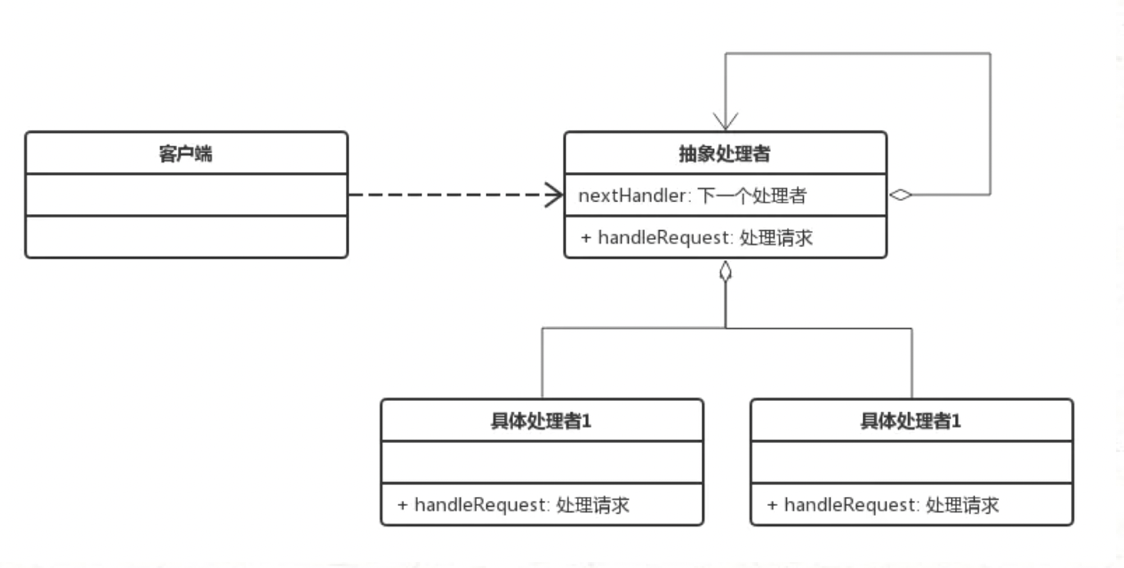 客户端
抽象处理者
nextHandler: 下一个处理者
+ handleRequest: 处理请求
具体处理者1
+ handleRequest: 处理请求
具体处理者1
+ handleRequest: 处理请求